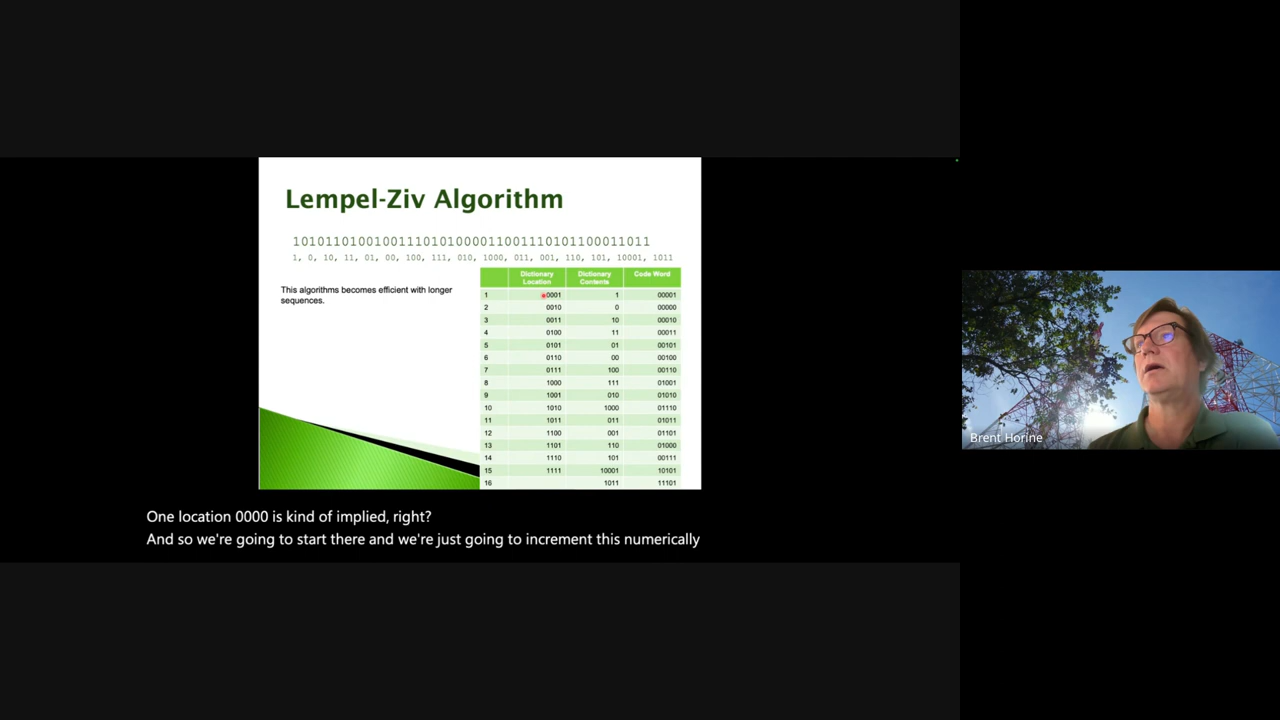 Lempel-Ziv Algorithm
101011010010011101010000011001110101100011011
1, 0, 10, 11, 01, 00, 100, 111, 010, 1000, 011, 001, 110, 101, 10001, 1011
This algorithms becomes efficient with longer
sequences.
Dictionary Location Dictionary Contents Code Word
1 0001 1 00001
2 0010 0 00000
3 0011 10 00010
4 0100 11 00011
5 0101 01 00101
6 0110 00 00100
7 0111 100 00110
8 1000 111 01001
9 1001 010 01010
10 1010 1000 01110
11 1011 011 01011
12 1100 001 01101
13 1101 110 01000
14 1110 101 00111
15 1111 10001 10101
16 1011 11101
Brent Horine
One location 0000 is kind of implied, right?
And so we're going to start there and we're just going to increment this numerically